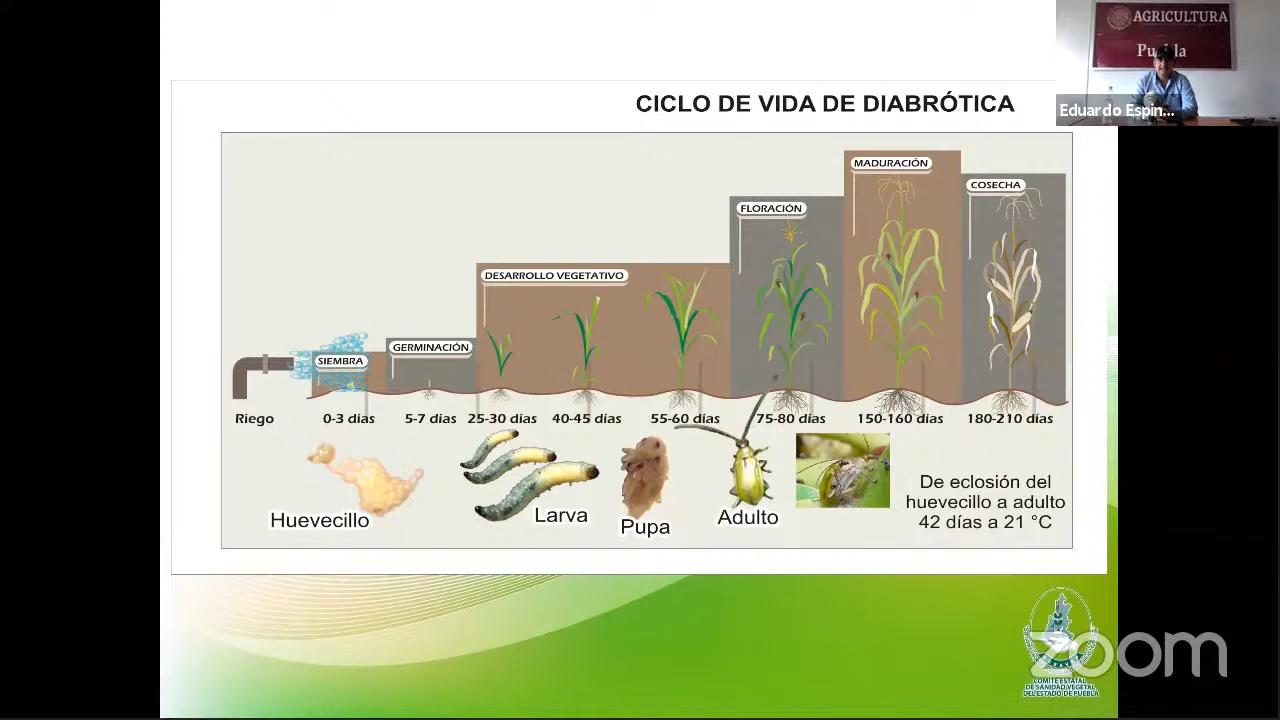 AGRICULTURA
Puebla
Eduardo Espin...
CICLO DE VIDA DE DIABRÓTICA
MADURACIÓN
COSECHA
FLORACIÓN
DESARROLLO VEGETATIVO
GERMINACIÓN
SIEMBRA
Riego
0-3 días
5-7 días
25-30 días
40-45 días
55-60 días
75-80 días
150-160 días
180-210 días
Huevecillo
Larva
Pupa
Adulto
De eclosión del
huevecillo a adulto
42 días a 21 °C
zoom
COMITE ESTATAL
DE SANIDAD VEGETAL
DEL ESTADO DE PUEBLA